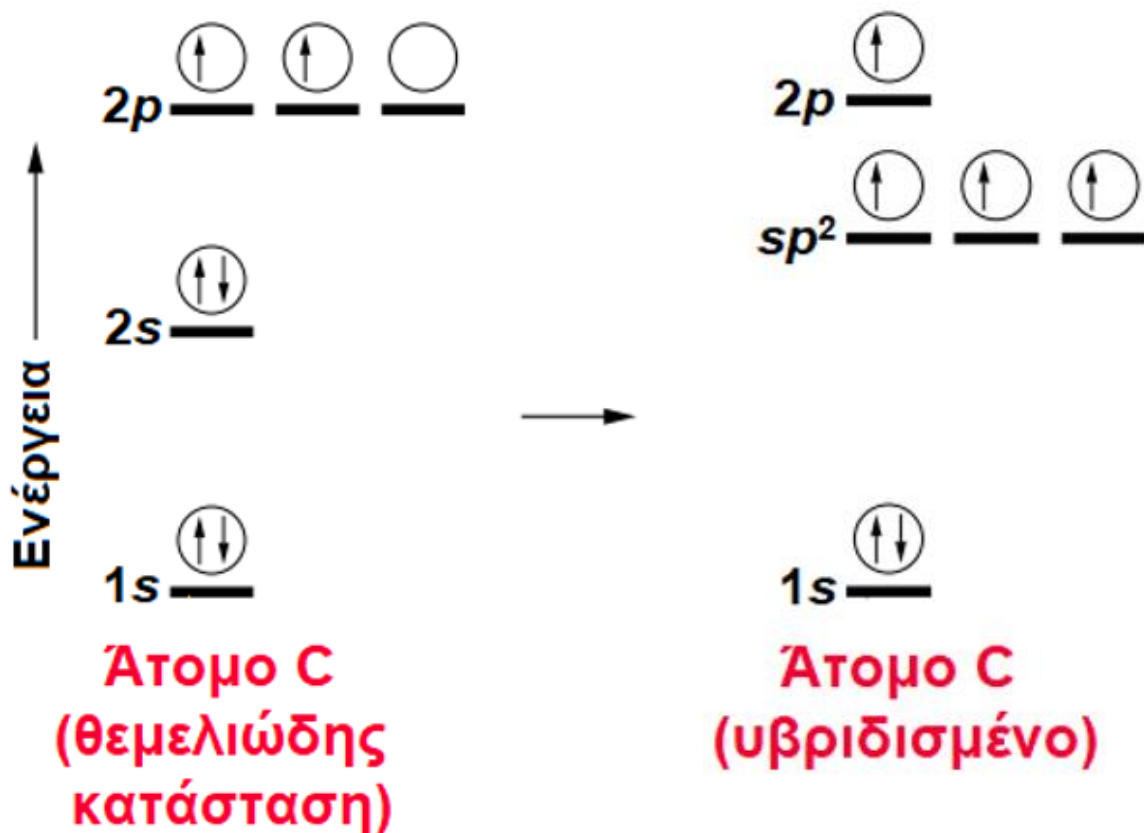 2p
2p
sp²
2s
Ενέργεια
1s
1s
Άτομο C
(θεμελιώδης
κατάσταση)
Άτομο C
(υβριδισμένο)